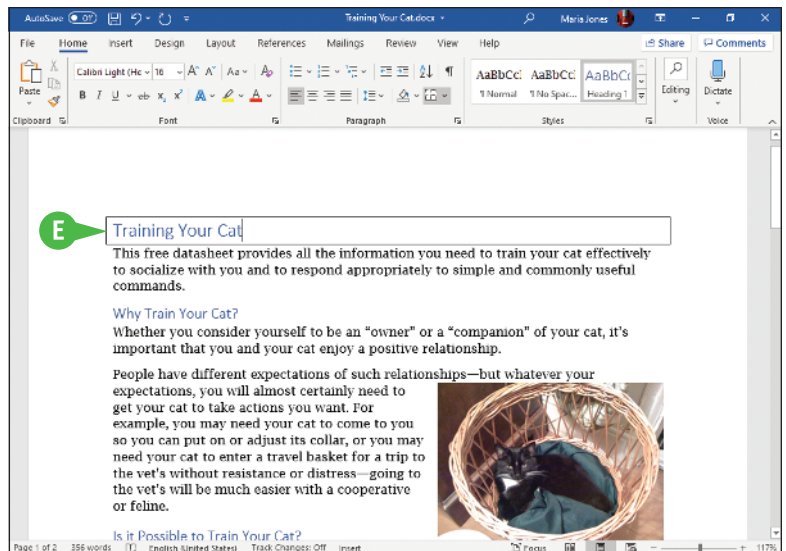 AutoSave Off Training Your Cat.docx Maria Jones
File Home Insert Design Layout References Mailings Review View Help Share Comments
Calibri Light (He 16 A A Aa A AaBbCc AaBbCc AaBbCc
Paste B I U ab x x A A ¶ Normal ¶ No Spac... Heading 1 Editing Dictate
Clipboard Font Paragraph Styles Voice
E
Training Your Cat
This free datasheet provides all the information you need to train your cat effectively
to socialize with you and to respond appropriately to simple and commonly useful
commands.
Why Train Your Cat?
Whether you consider yourself to be an “owner” or a “companion” of your cat, it’s
important that you and your cat enjoy a positive relationship.
People have different expectations of such relationships—but whatever your
expectations, you will almost certainly need to
get your cat to take actions you want. For
example, you may need your cat to come to you
so you can put on or adjust its collar, or you may
need your cat to enter a travel basket for a trip to
the vet’s without resistance or distress—going to
the vet’s will be much easier with a cooperative
or feline.
Is it Possible to Train Your Cat?
Page 1 of 2 356 words English (United States) Track Changes: Off Insert Focus 117%